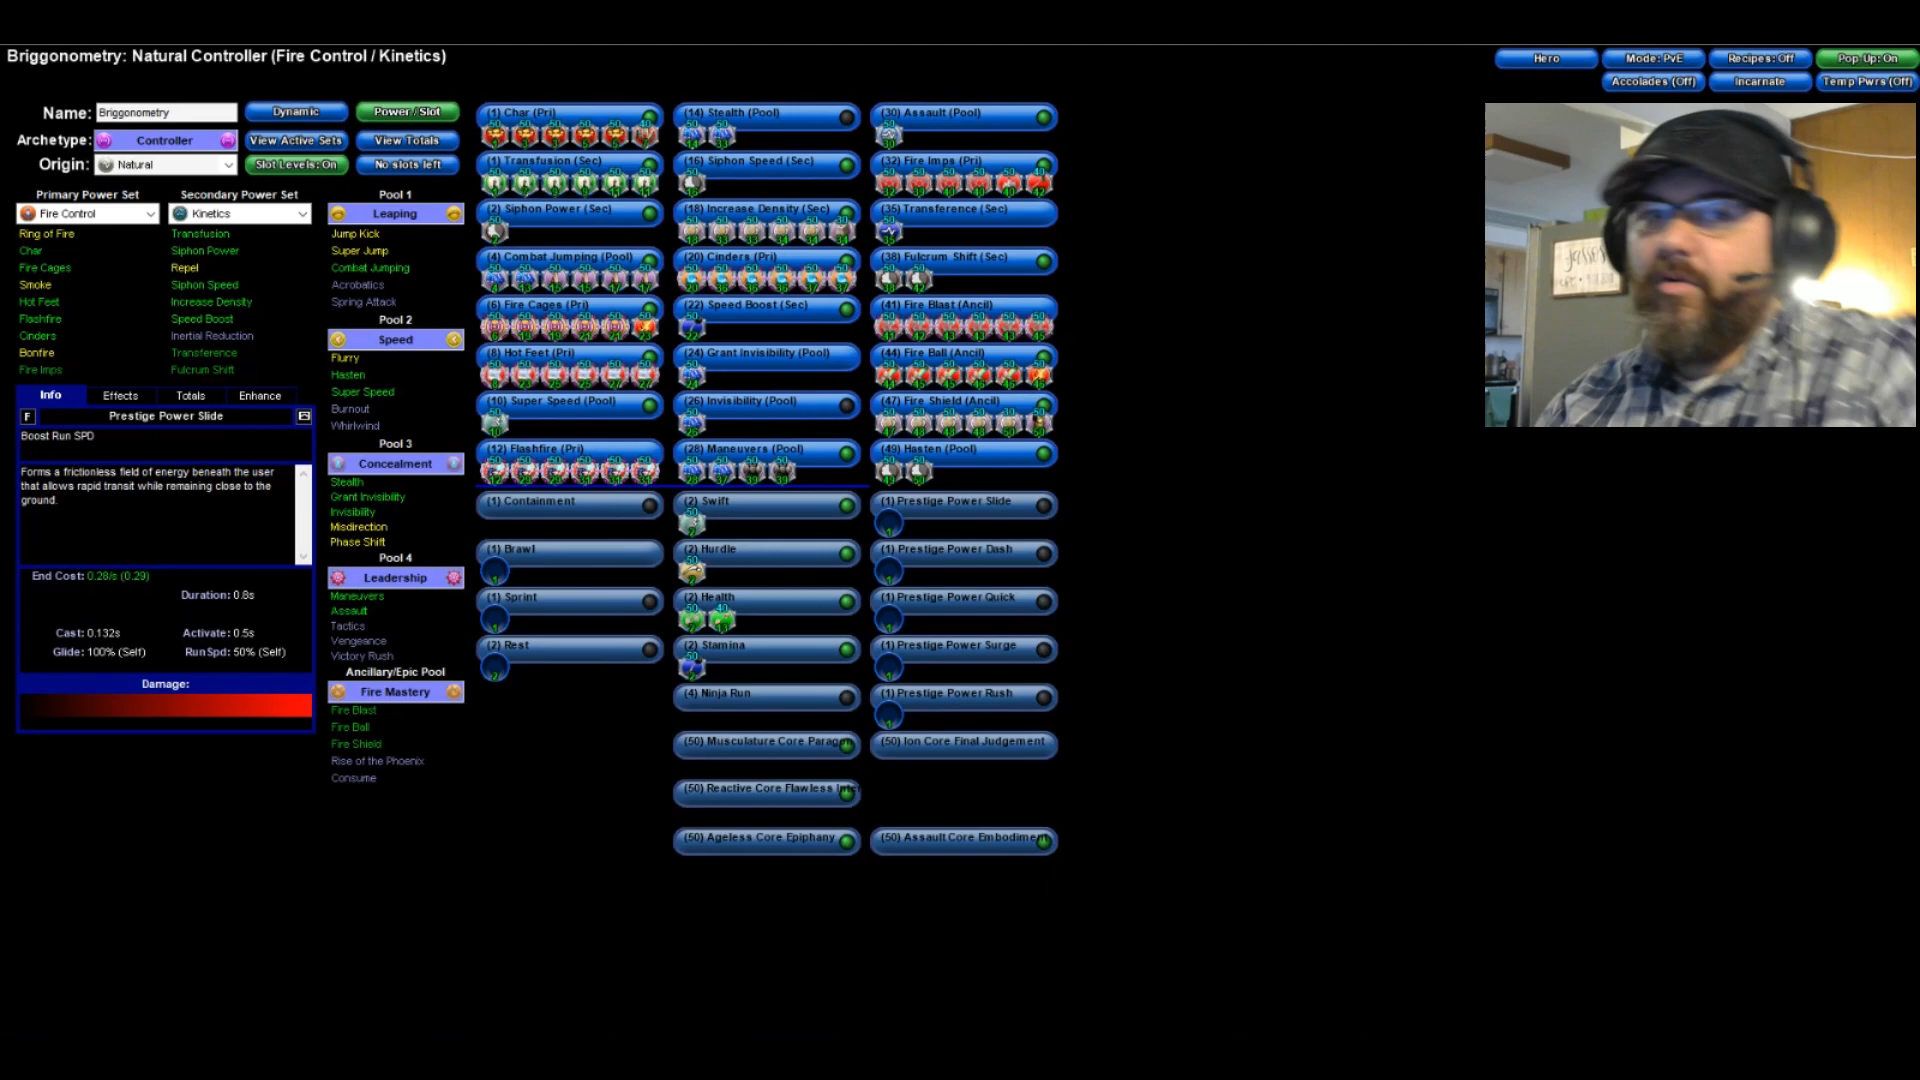 Briggonometry: Natural Controller (Fire Control / Kinetics)
Hero
Mode: PvE
Recipes: Off
Pop-Up: On
Accolades (Off)
Incarnate
Temp Pwrs (Off)
Name: Briggonometry
Dynamic
Power / Slot
Archetype: Controller
View Active Sets
View Totals
Origin: Natural
Slot Levels: On
No slots left
Primary Power Set
Fire Control
Ring of Fire
Char
Fire Cages
Smoke
Hot Feet
Flashfire
Cinders
Bonfire
Fire Imps
Secondary Power Set
Kinetics
Transfusion
Siphon Power
Repel
Siphon Speed
Increase Density
Speed Boost
Inertial Reduction
Transference
Fulcrum Shift
Pool 1
Leaping
Jump Kick
Super Jump
Combat Jumping
Acrobatics
Spring Attack
Pool 2
Speed
Flurry
Hasten
Super Speed
Burnout
Whirlwind
Pool 3
Concealment
Stealth
Grant Invisibility
Invisibility
Misdirection
Phase Shift
Pool 4
Leadership
Maneuvers
Assault
Tactics
Vengeance
Victory Rush
Ancillary/Epic Pool
Fire Mastery
Fire Blast
Fire Ball
Fire Shield
Rise of the Phoenix
Consume
Info
Effects
Totals
Enhance
F
Prestige Power Slide
Boost Run SPD
Forms a frictionless field of energy beneath the user
that allows rapid transit while remaining close to the
ground.
End Cost: 0.28/s (0.29)
Duration: 0.8s
Cast: 0.132s
Activate: 0.5s
Glide: 100% (Self)
RunSpd: 50% (Self)
Damage:
(1) Char (Pri)
(1) Transfusion (Sec)
(2) Siphon Power (Sec)
(4) Combat Jumping (Pool)
(6) Fire Cages (Pri)
(8) Hot Feet (Pri)
(10) Super Speed (Pool)
(12) Flashfire (Pri)
(14) Stealth (Pool)
(16) Siphon Speed (Sec)
(18) Increase Density (Sec)
(20) Cinders (Pri)
(22) Speed Boost (Sec)
(24) Grant Invisibility (Pool)
(26) Invisibility (Pool)
(28) Maneuvers (Pool)
(30) Assault (Pool)
(32) Fire Imps (Pri)
(35) Transference (Sec)
(38) Fulcrum Shift (Sec)
(41) Fire Blast (Ancil)
(44) Fire Ball (Ancil)
(47) Fire Shield (Ancil)
(49) Hasten (Pool)
(1) Containment
(1) Brawl
(1) Sprint
(2) Rest
(2) Swift
(2) Hurdle
(2) Health
(2) Stamina
(4) Ninja Run
(50) Musculature Core Parago
(50) Reactive Core Flawless Inte
(50) Ageless Core Epiphany
(1) Prestige Power Slide
(1) Prestige Power Dash
(1) Prestige Power Quick
(1) Prestige Power Surge
(1) Prestige Power Rush
(50) Ion Core Final Judgement
(50) Assault Core Embodimen